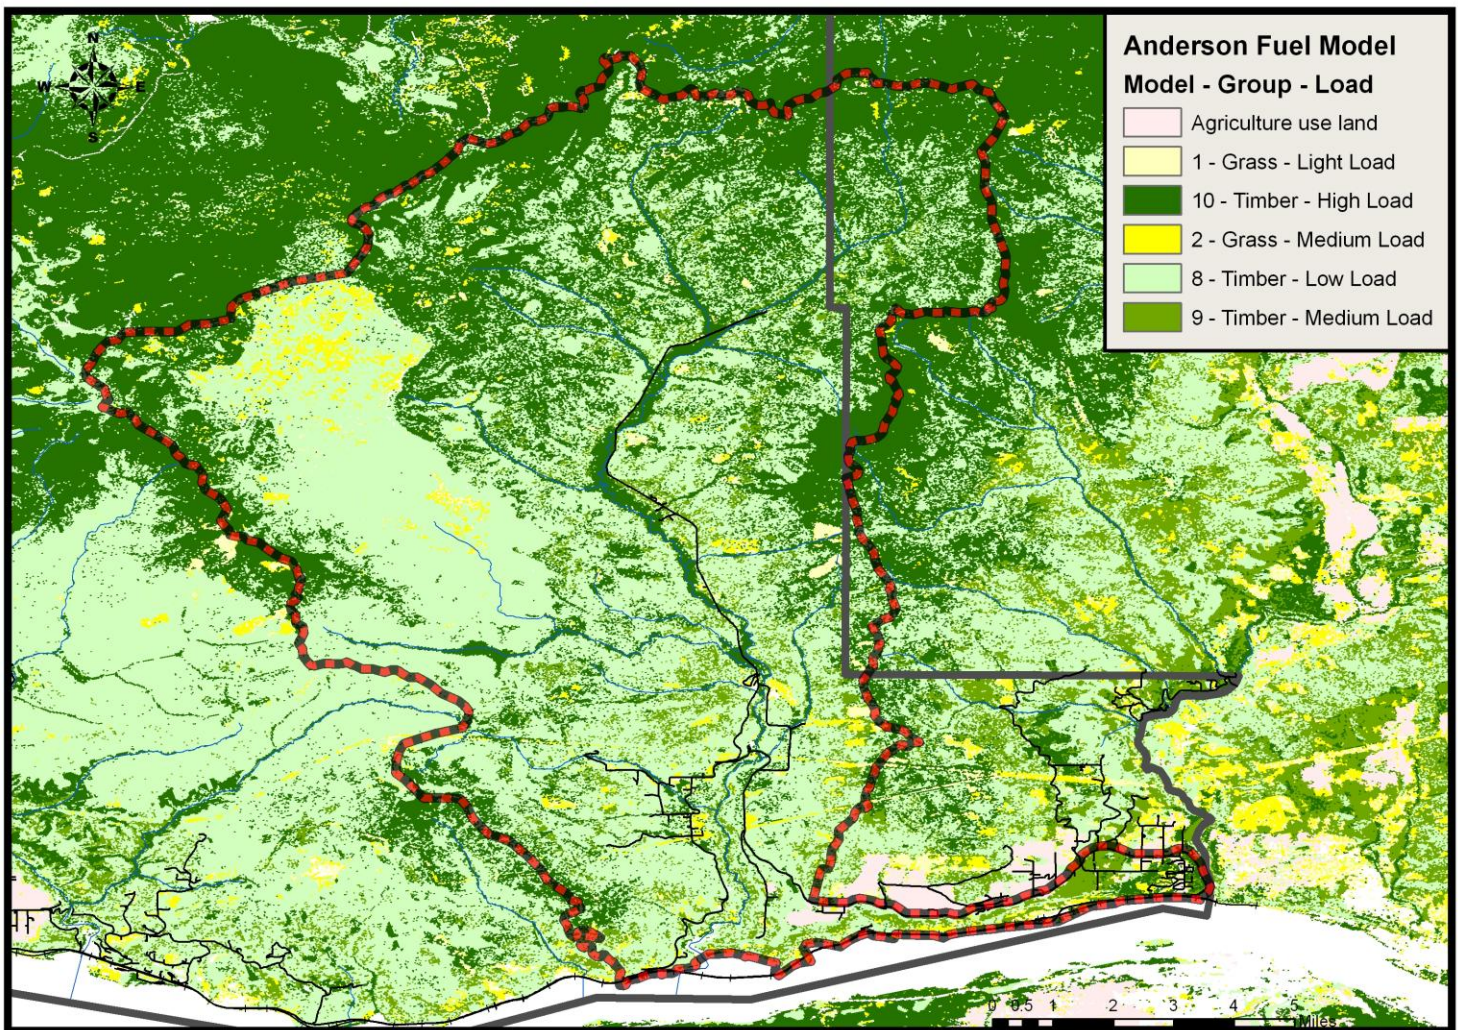 N
W E
S
Anderson Fuel Model
Model - Group - Load
Agriculture use land
1 - Grass - Light Load
10 - Timber - High Load
2 - Grass - Medium Load
8 - Timber - Low Load
9 - Timber - Medium Load
0 0.5 1 2 3 4 5
Miles